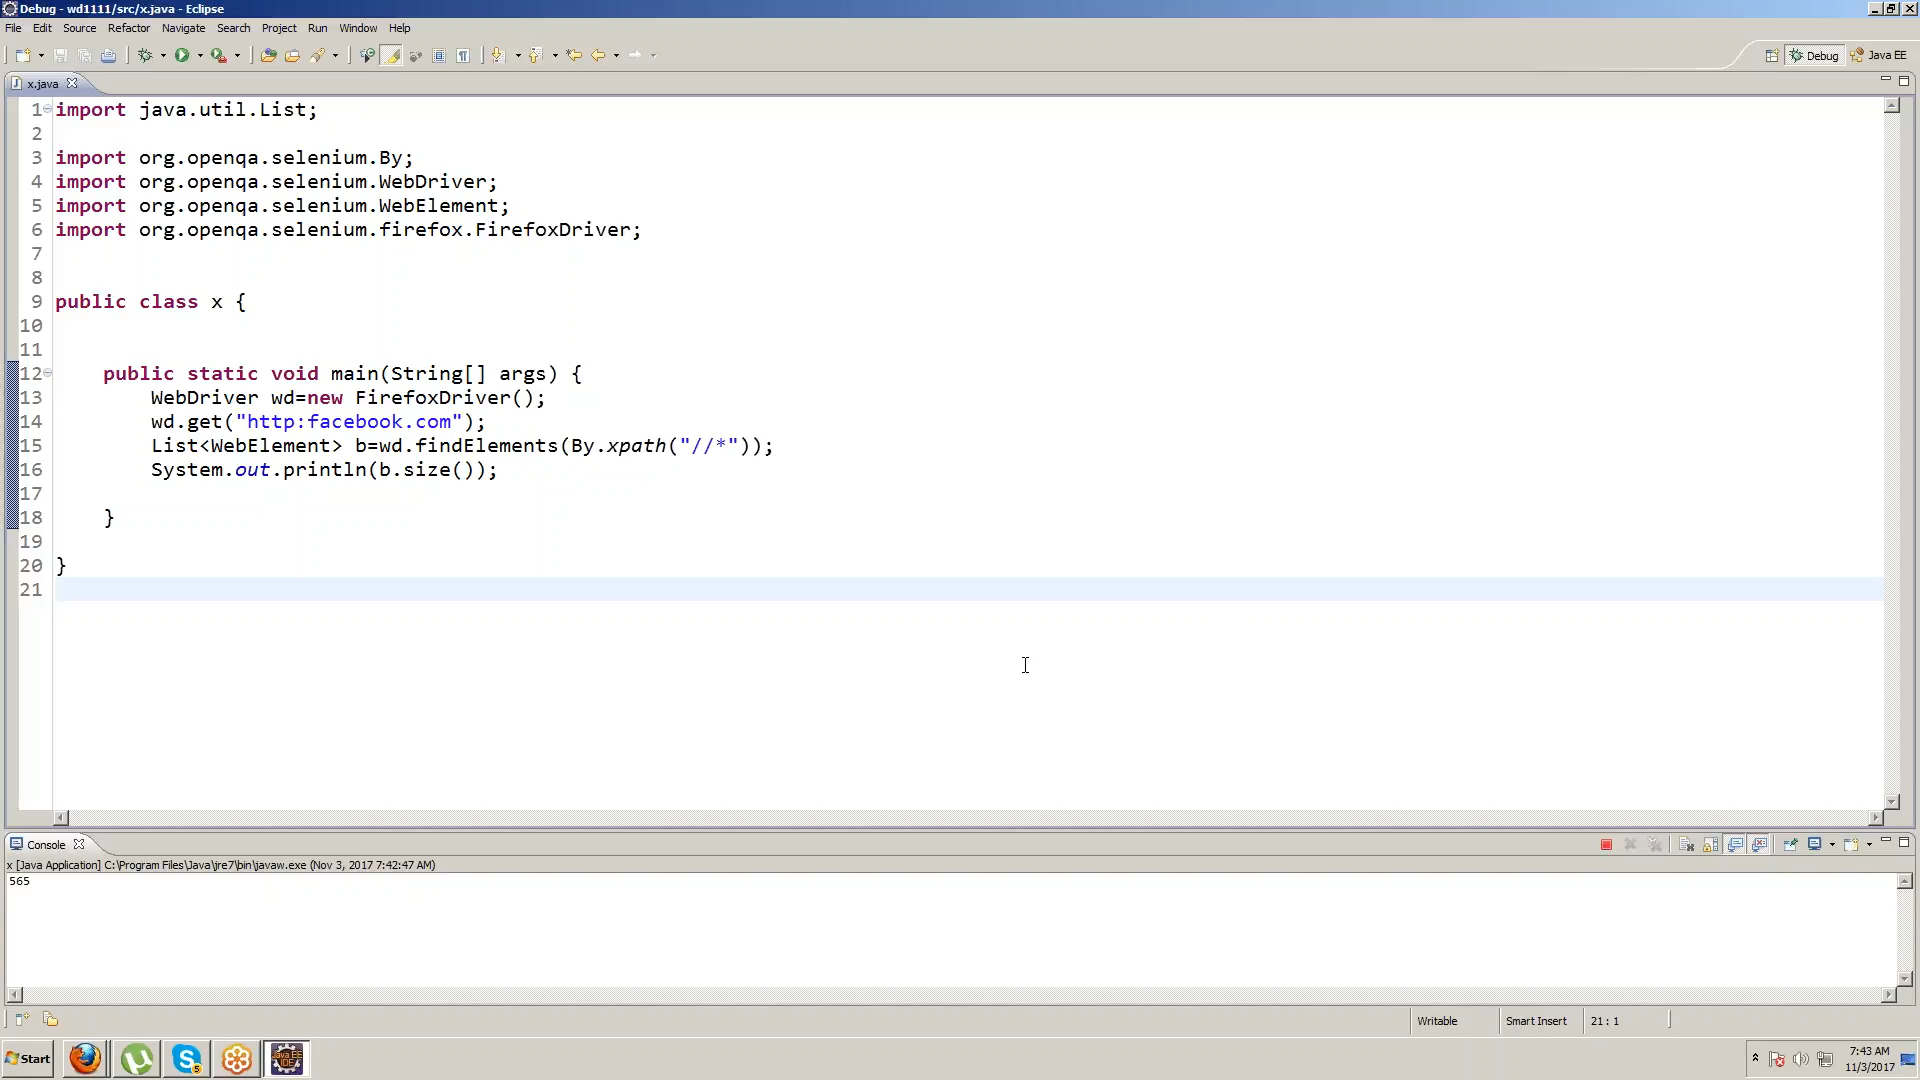 Debug - wd1111/src/x.java - Eclipse
File Edit Source Refactor Navigate Search Project Run Window Help
Debug Java EE
x.java
1 import java.util.List;
2
3 import org.openqa.selenium.By;
4 import org.openqa.selenium.WebDriver;
5 import org.openqa.selenium.WebElement;
6 import org.openqa.selenium.firefox.FirefoxDriver;
7
8
9 public class x {
10
11
12 public static void main(String[] args) {
13 WebDriver wd=new FirefoxDriver();
14 wd.get("http:facebook.com");
15 List<WebElement> b=wd.findElements(By.xpath("//*"));
16 System.out.println(b.size());
17
18 }
19
20 }
21
Console
x [Java Application] C:\Program Files\Java\jre7\bin\javaw.exe (Nov 3, 2017 7:42:47 AM)
565
Writable Smart Insert 21 : 1
Start
Java EE
IDE
7:43 AM
11/3/2017